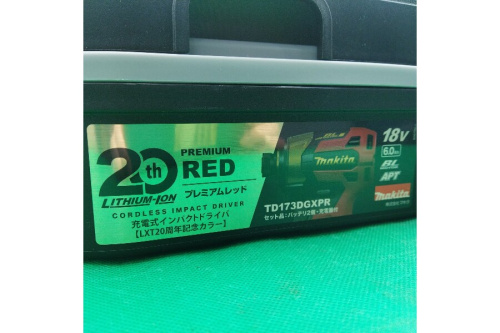 20th
LITHIUM-ION
PREMIUM
RED
プレミアムレッド
CORDLESS IMPACT DRIVER
充電式インパクトドライバ
【LXT20周年記念カラー】
makita
TD173DGXPR
セット品:バッテリ2個・充電器付
18V
6.0
BL
APT
makita